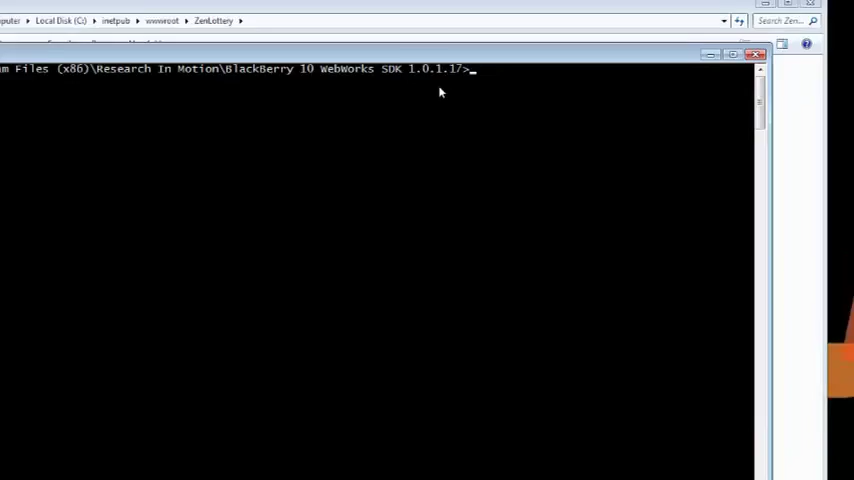 Local Disk (C:) ▸ inetpub ▸ wwwroot ▸ ZenLottery ▸
Search Zen...
Files (x86)\Research In Motion\BlackBerry 10 WebWorks SDK 1.0.1.17>_